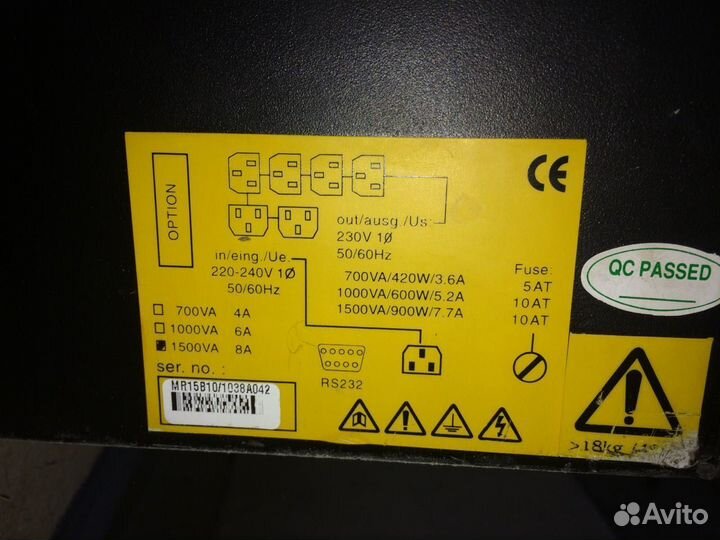 OPTION
out/ausg./Us:
230V 1Ø
50/60Hz
in/eing./Ue:
220-240V 1Ø
50/60Hz
700VA/420W/3.6A
1000VA/600W/5.2A
1500VA/900W/7.7A
Fuse:
5AT
10AT
10AT
700VA 4A
1000VA 6A
1500VA 8A
ser. no. :
MR15B10/1038A042
RS232
CE
QC PASSED
>18kg
Avito